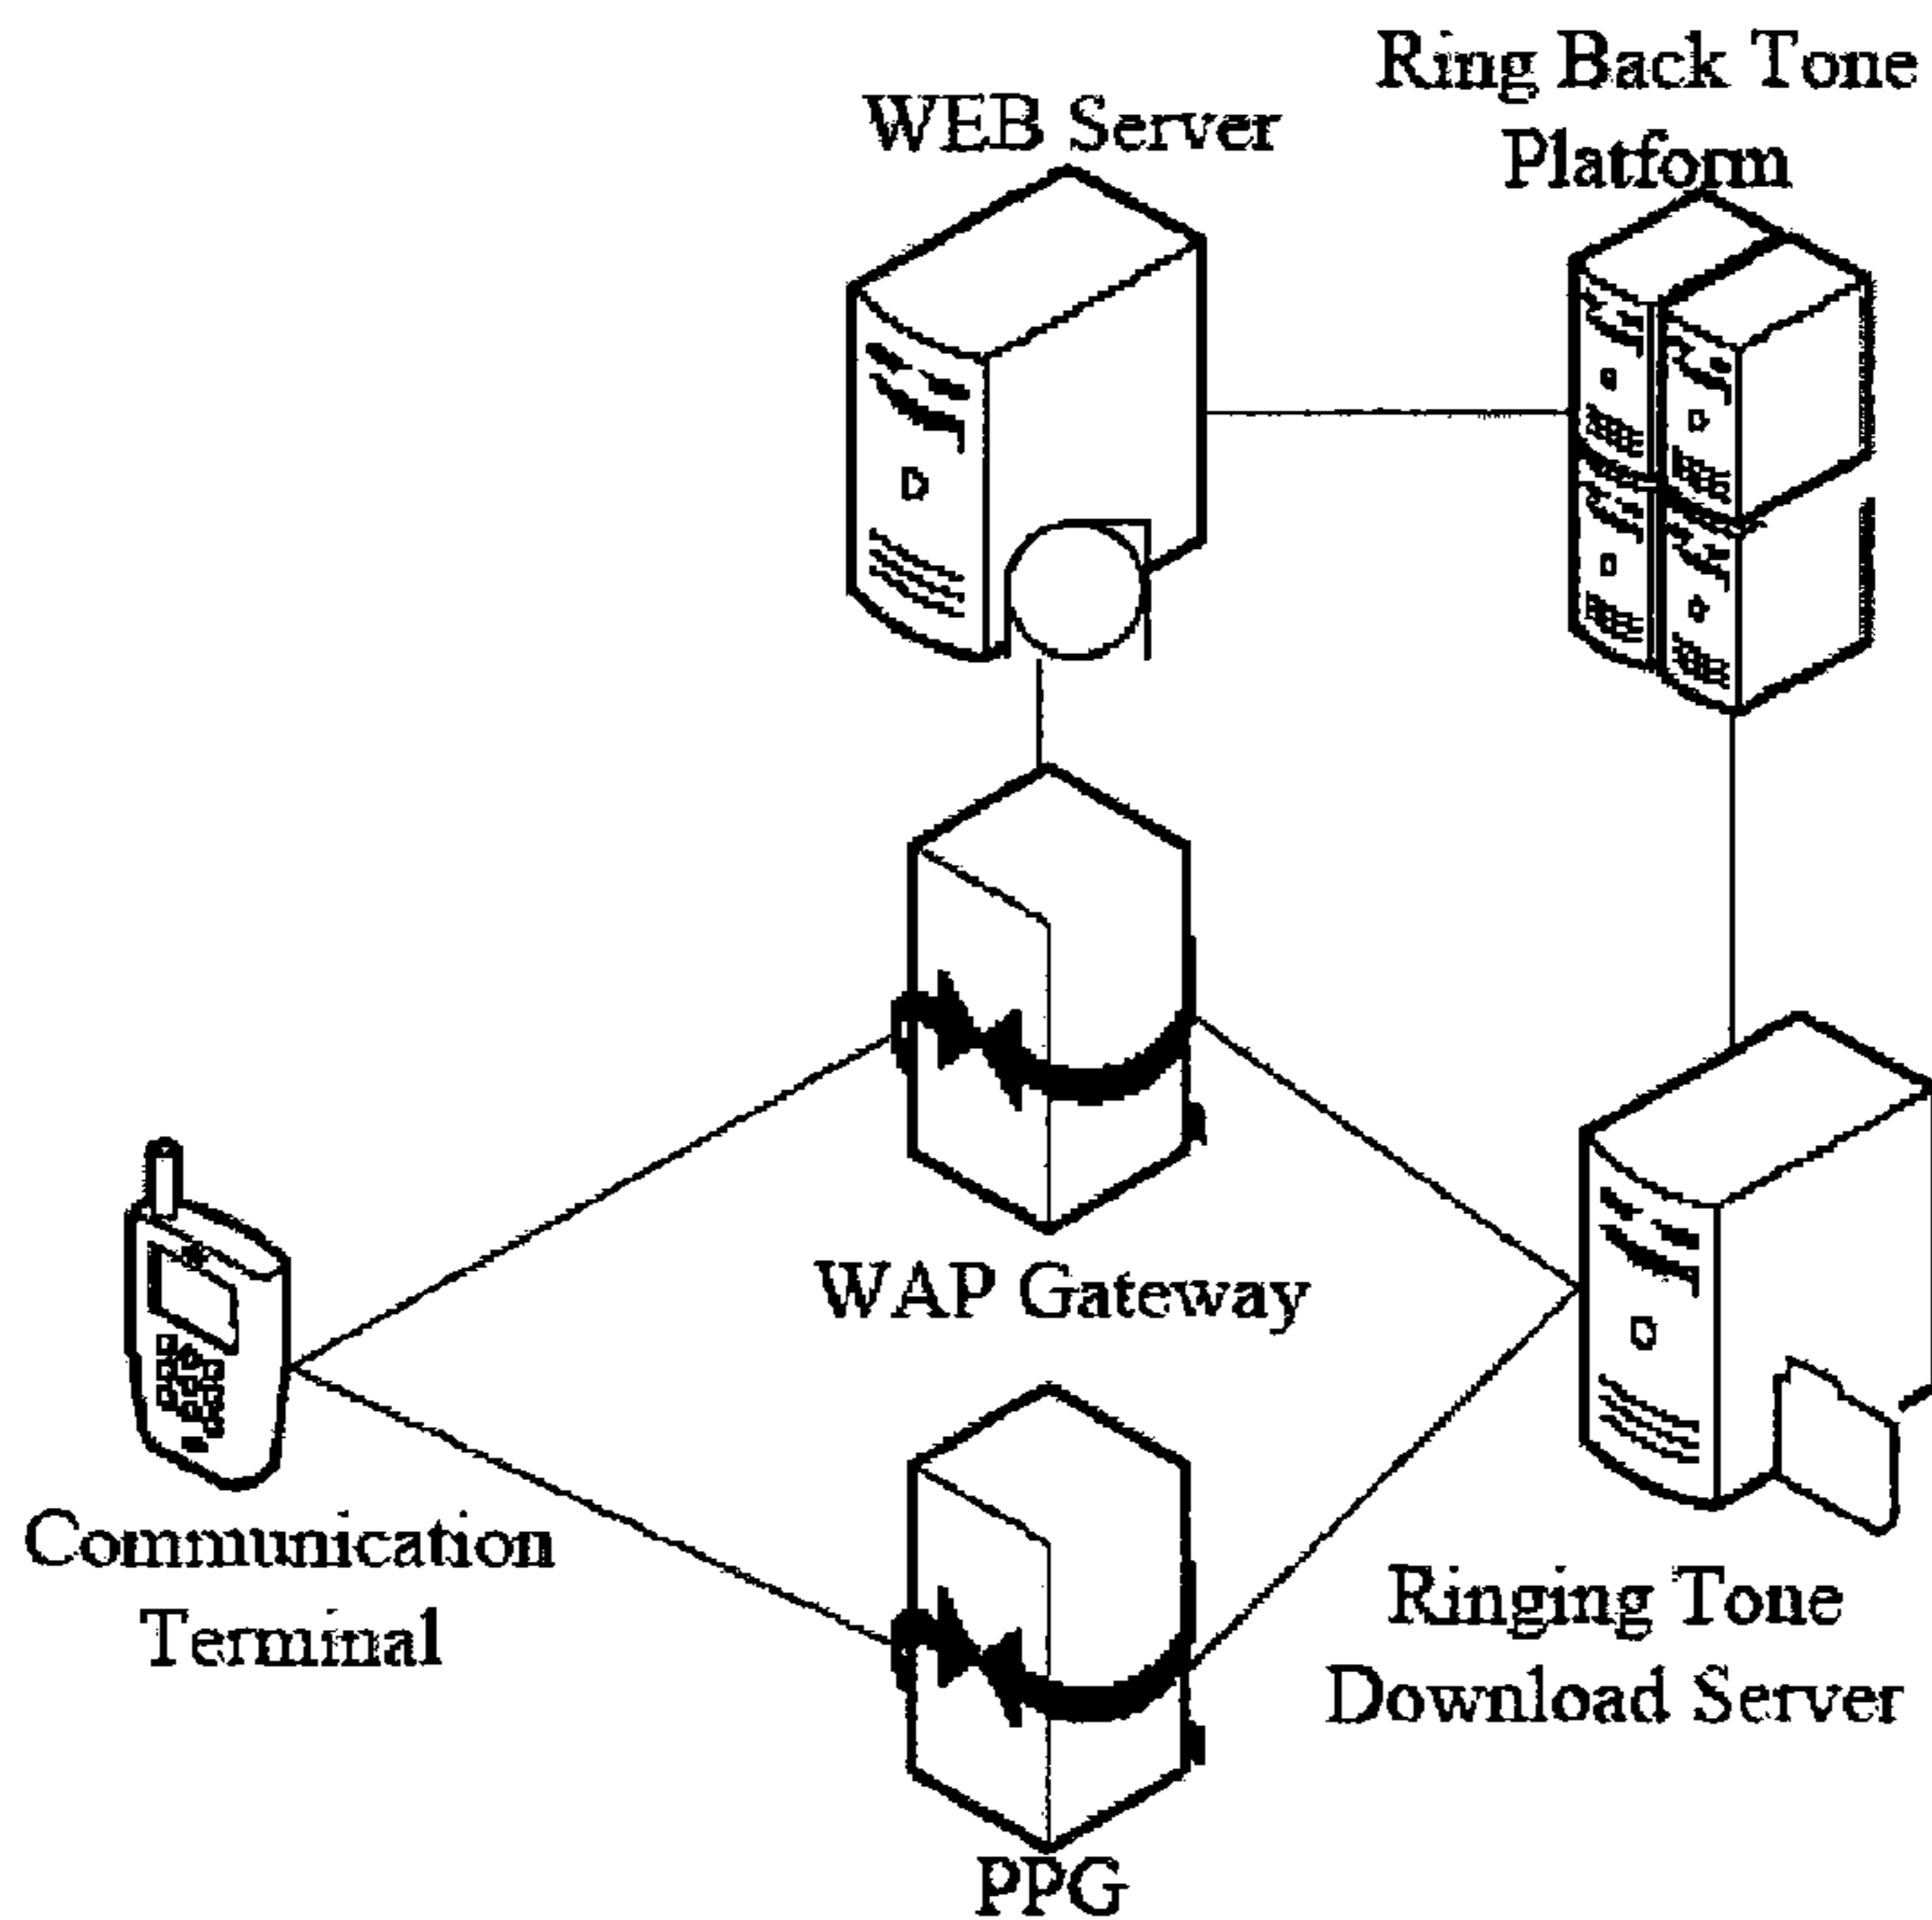 Ring Back Tone
Platform
WEB Server
WAP Gateway
Communication
Terminal
Ringing Tone
Download Server
PPG